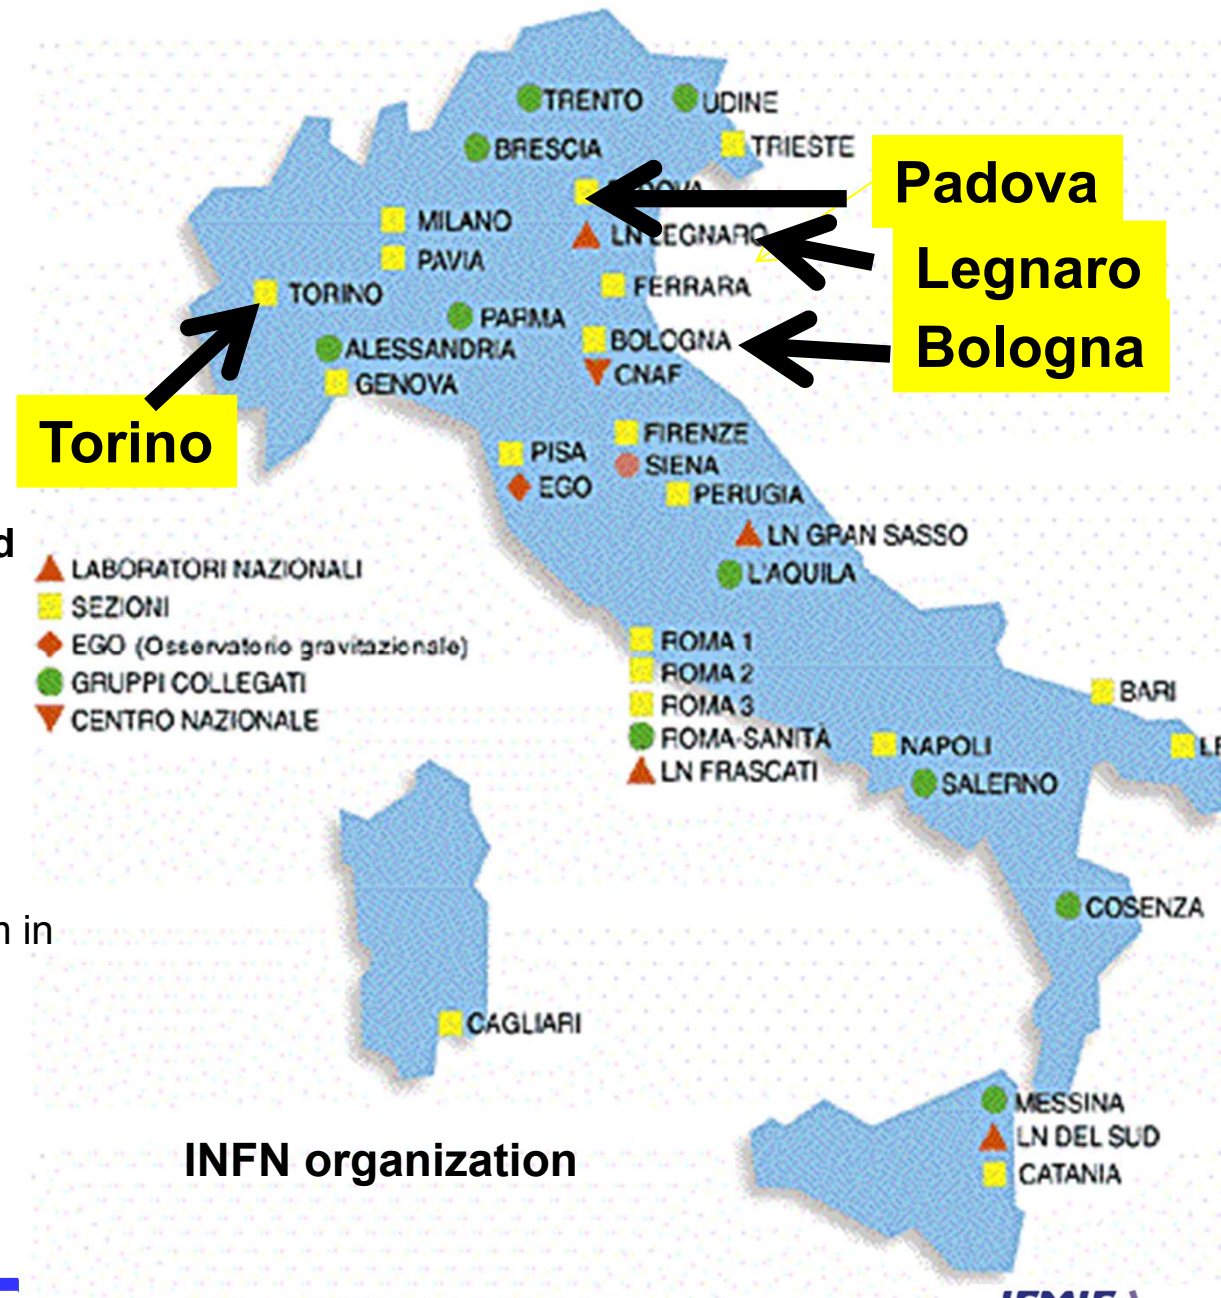 TRENTO
UDINE
BRESCIA
TRIESTE
Padova
PADOVA
MILANO
LN LEGNARO
Legnaro
PAVIA
FERRARA
TORINO
PARMA
BOLOGNA
Bologna
ALESSANDRIA
CNAF
GENOVA
Torino
FIRENZE
PISA
SIENA
EGO
PERUGIA
LN GRAN SASSO
L'AQUILA
d
LABORATORI NAZIONALI
SEZIONI
EGO (Osservatorio gravitazionale)
GRUPPI COLLEGATI
CENTRO NAZIONALE
ROMA 1
ROMA 2
ROMA 3
ROMA-SANITÀ
LN FRASCATI
BARI
NAPOLI
SALERNO
COSENZA
in
CAGLIARI
MESSINA
LN DEL SUD
CATANIA
INFN organization